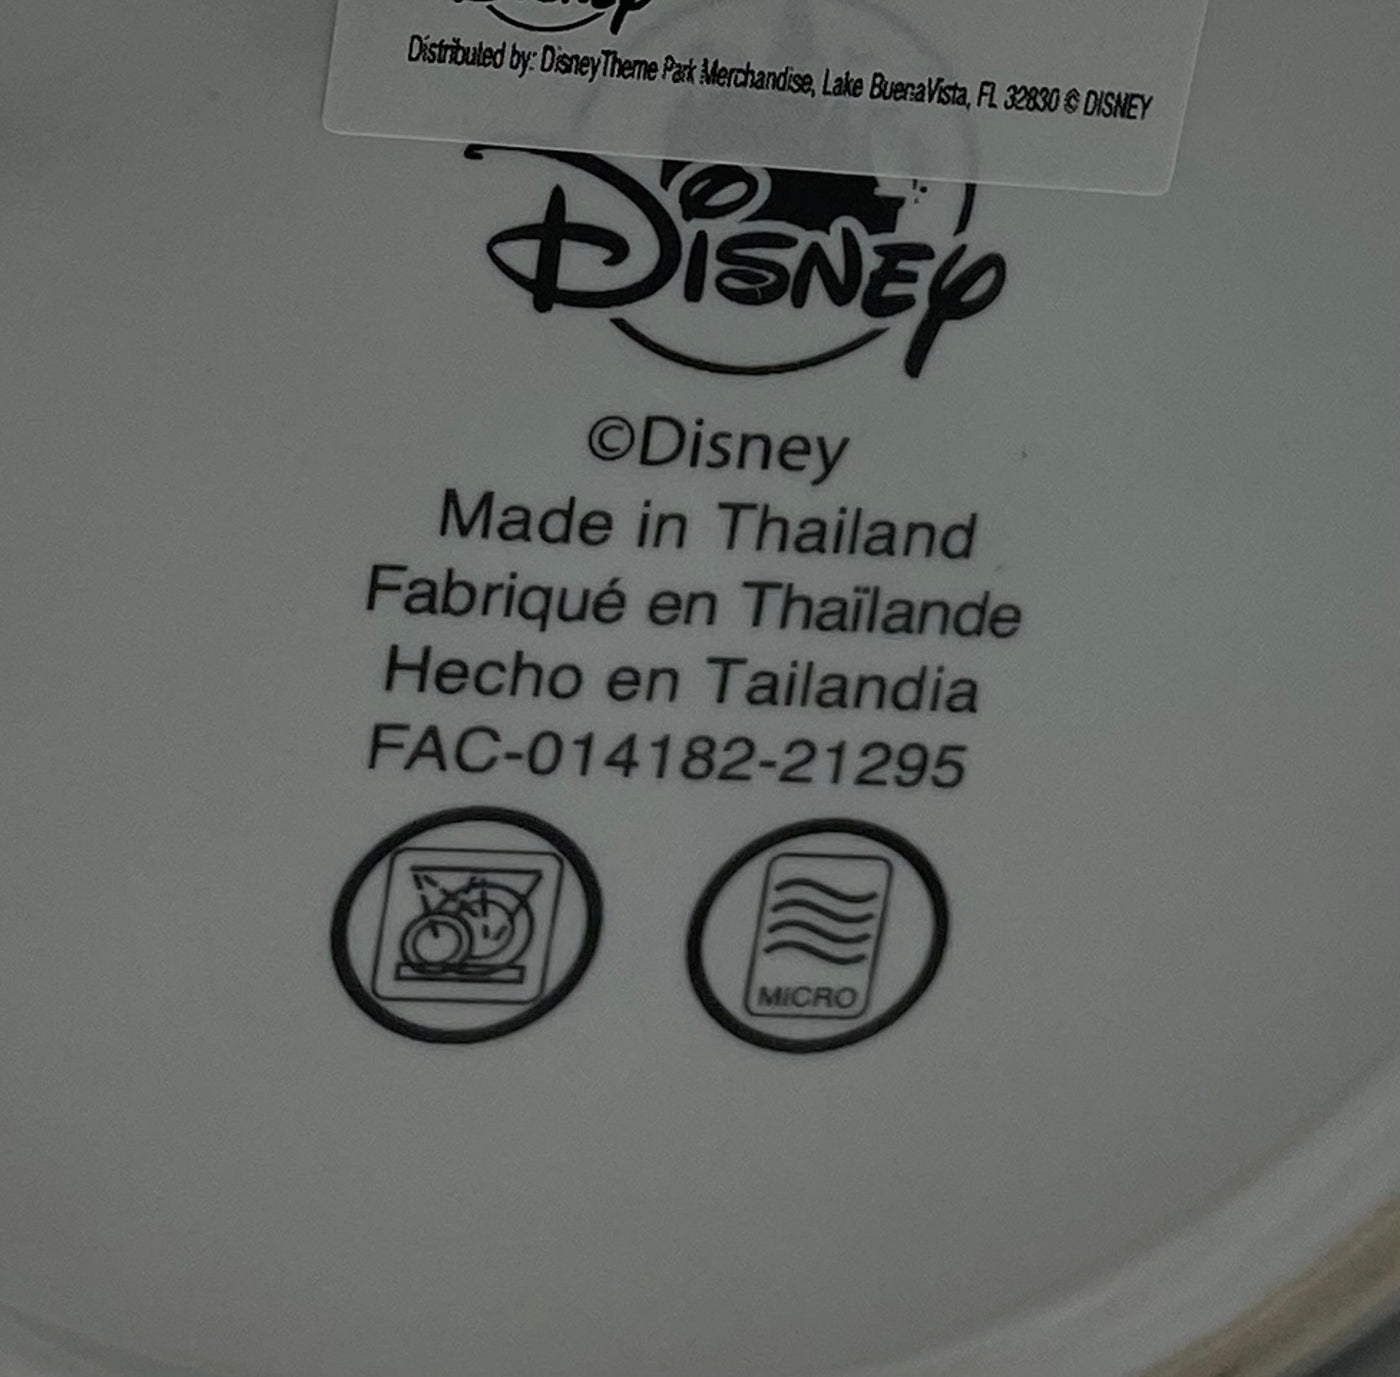 Disney
Distributed by: Disney Theme Park Merchandise, Lake Buena Vista, FL 32830 © DISNEY
DISNEY
©Disney
Made in Thailand
Fabriqué en Thaïlande
Hecho en Tailandia
FAC-014182-21295
MICRO